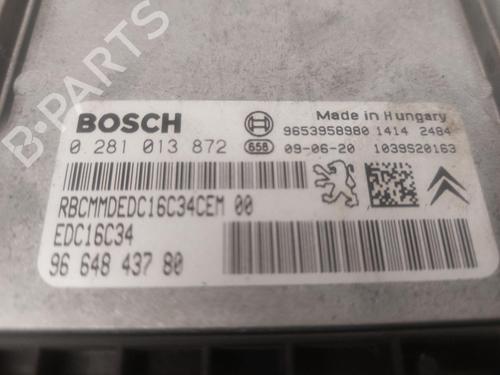 BOSCH
Made in Hungary
9653958980 1414 2484
0 281 013 872
658 09-06-20 1039S20163
RBCMMDEDC16C34CEM 00
EDC16C34
96 648 437 80
B-Parts